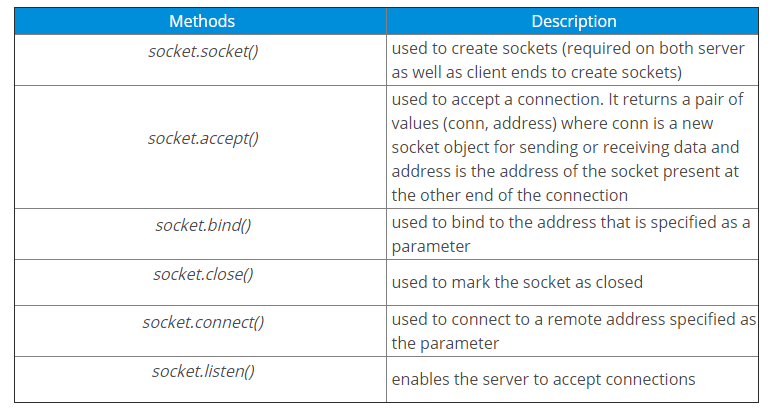 Methods
Description
socket.socket()
used to create sockets (required on both server
as well as client ends to create sockets)
socket.accept()
used to accept a connection. It returns a pair of
values (conn, address) where conn is a new
socket object for sending or receiving data and
address is the address of the socket present at
the other end of the connection
socket.bind()
used to bind to the address that is specified as a
parameter
socket.close()
used to mark the socket as closed
socket.connect()
used to connect to a remote address specified as
the parameter
socket.listen()
enables the server to accept connections